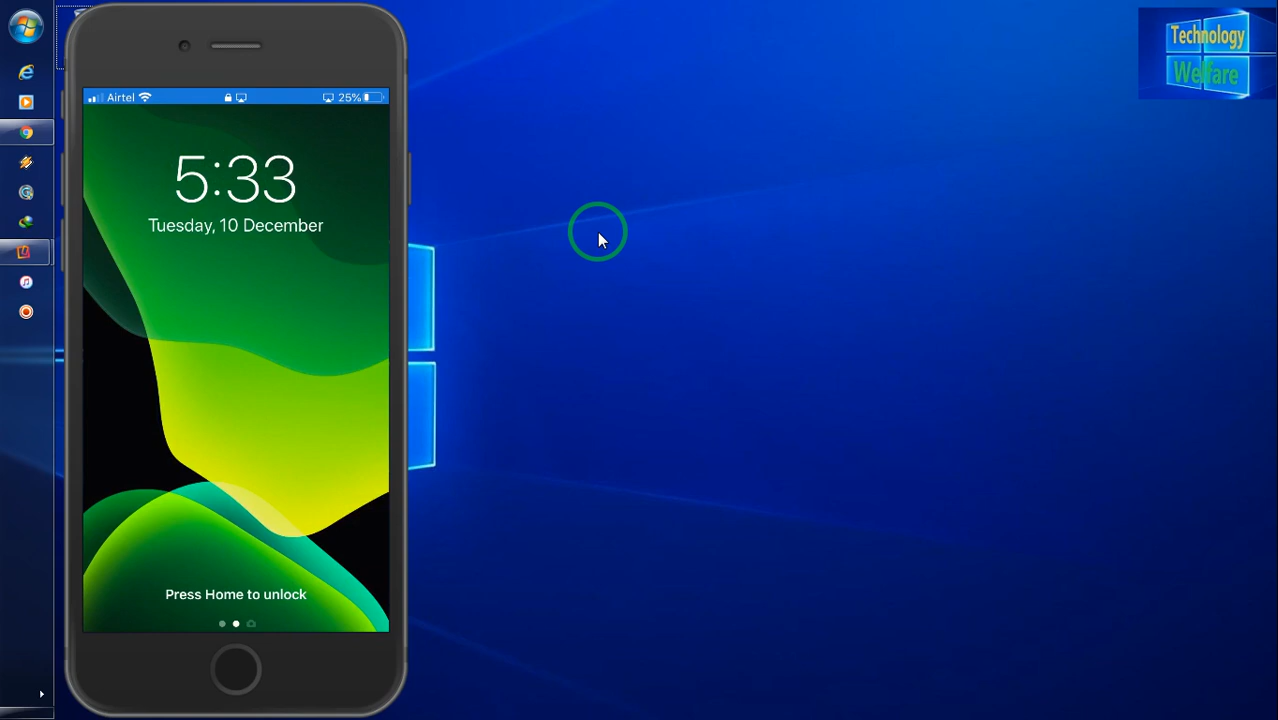 Airtel
25%
5:33
Tuesday, 10 December
Press Home to unlock
Technology
Welfare